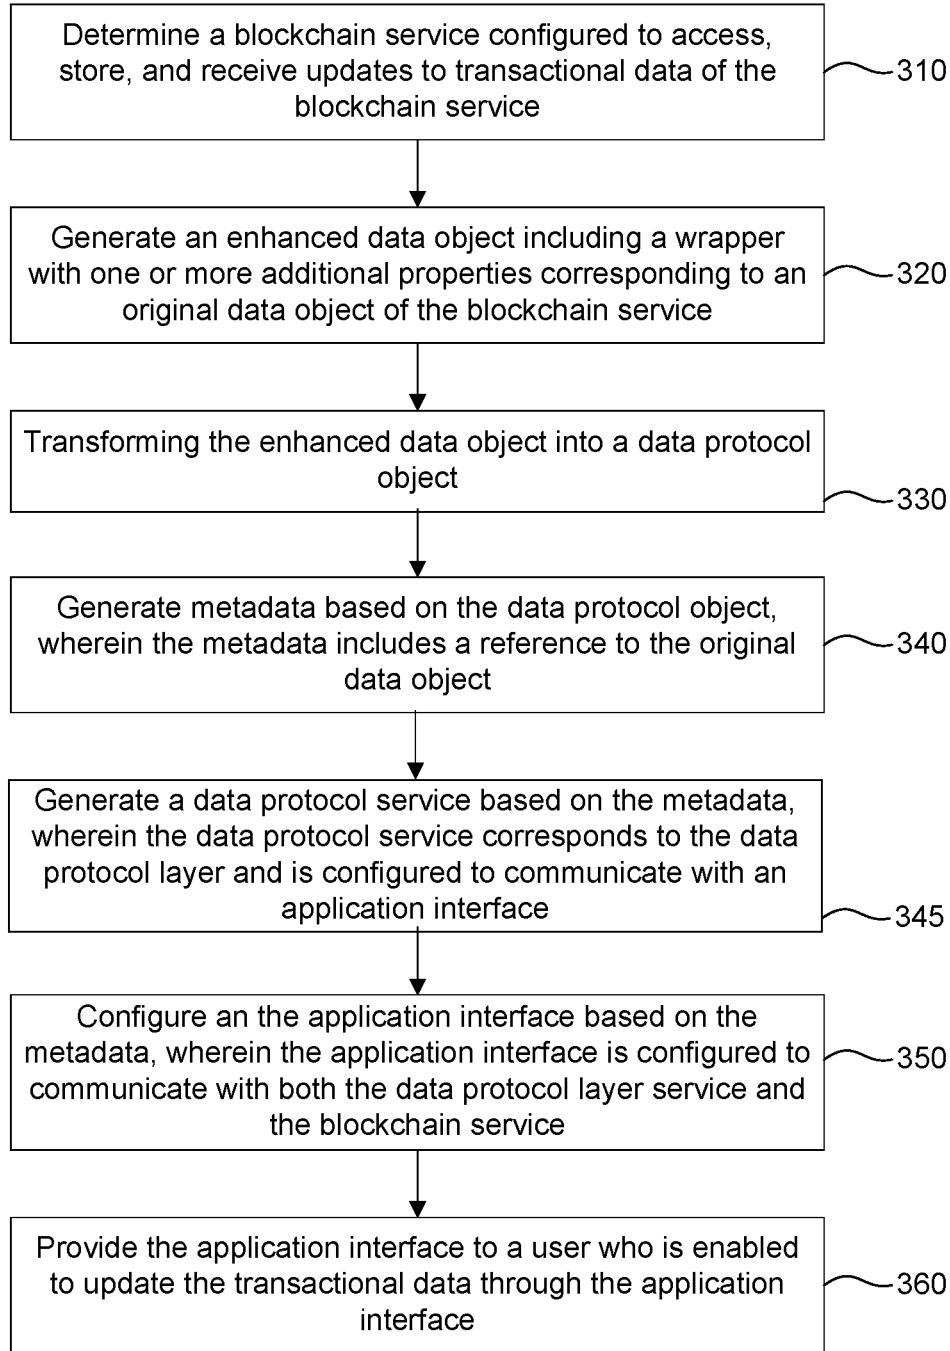 Determine a blockchain service configured to access,
store, and receive updates to transactional data of the
blockchain service
310
Generate an enhanced data object including a wrapper
with one or more additional properties corresponding to an
original data object of the blockchain service
320
Transforming the enhanced data object into a data protocol
object
330
Generate metadata based on the data protocol object,
wherein the metadata includes a reference to the original
data object
340
Generate a data protocol service based on the metadata,
wherein the data protocol service corresponds to the data
protocol layer and is configured to communicate with an
application interface
345
Configure an the application interface based on the
metadata, wherein the application interface is configured to
communicate with both the data protocol layer service and
the blockchain service
350
Provide the application interface to a user who is enabled
to update the transactional data through the application
interface
360